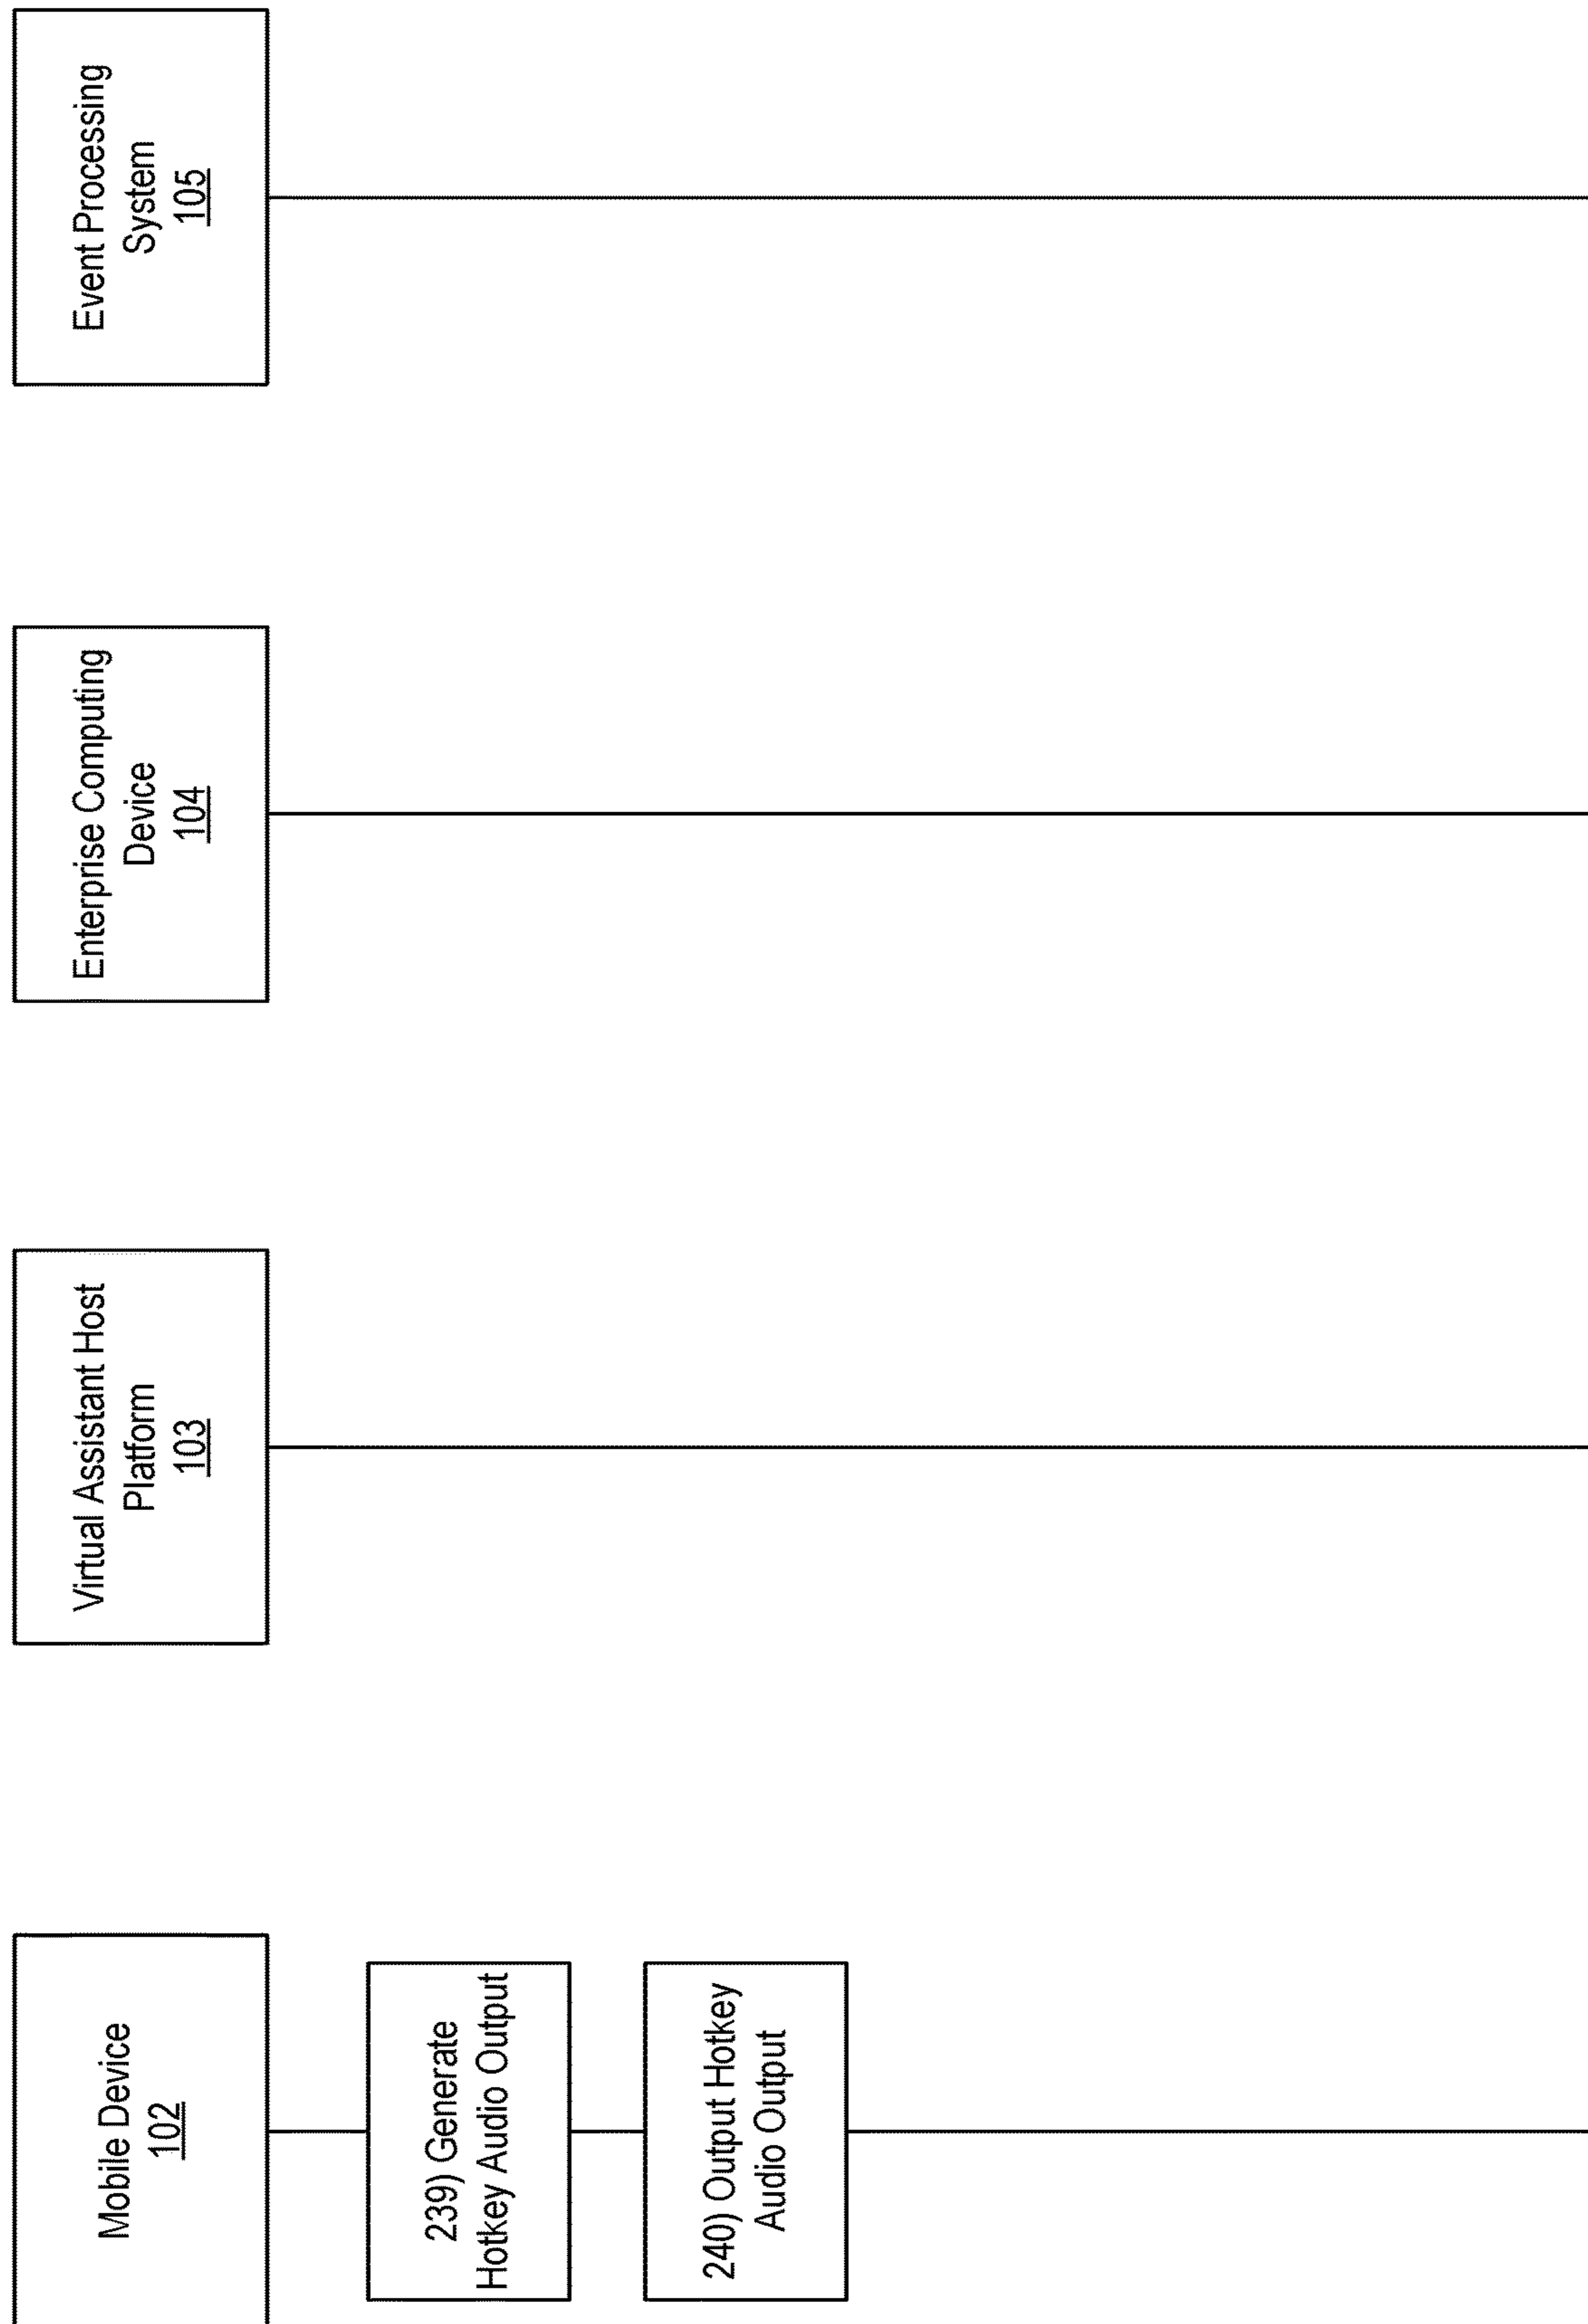 Mobile Device
102
Virtual Assistant Host
Platform
103
Enterprise Computing
Device
104
Event Processing
System
105
239) Generate
Hotkey Audio Output
240) Output Hotkey
Audio Output